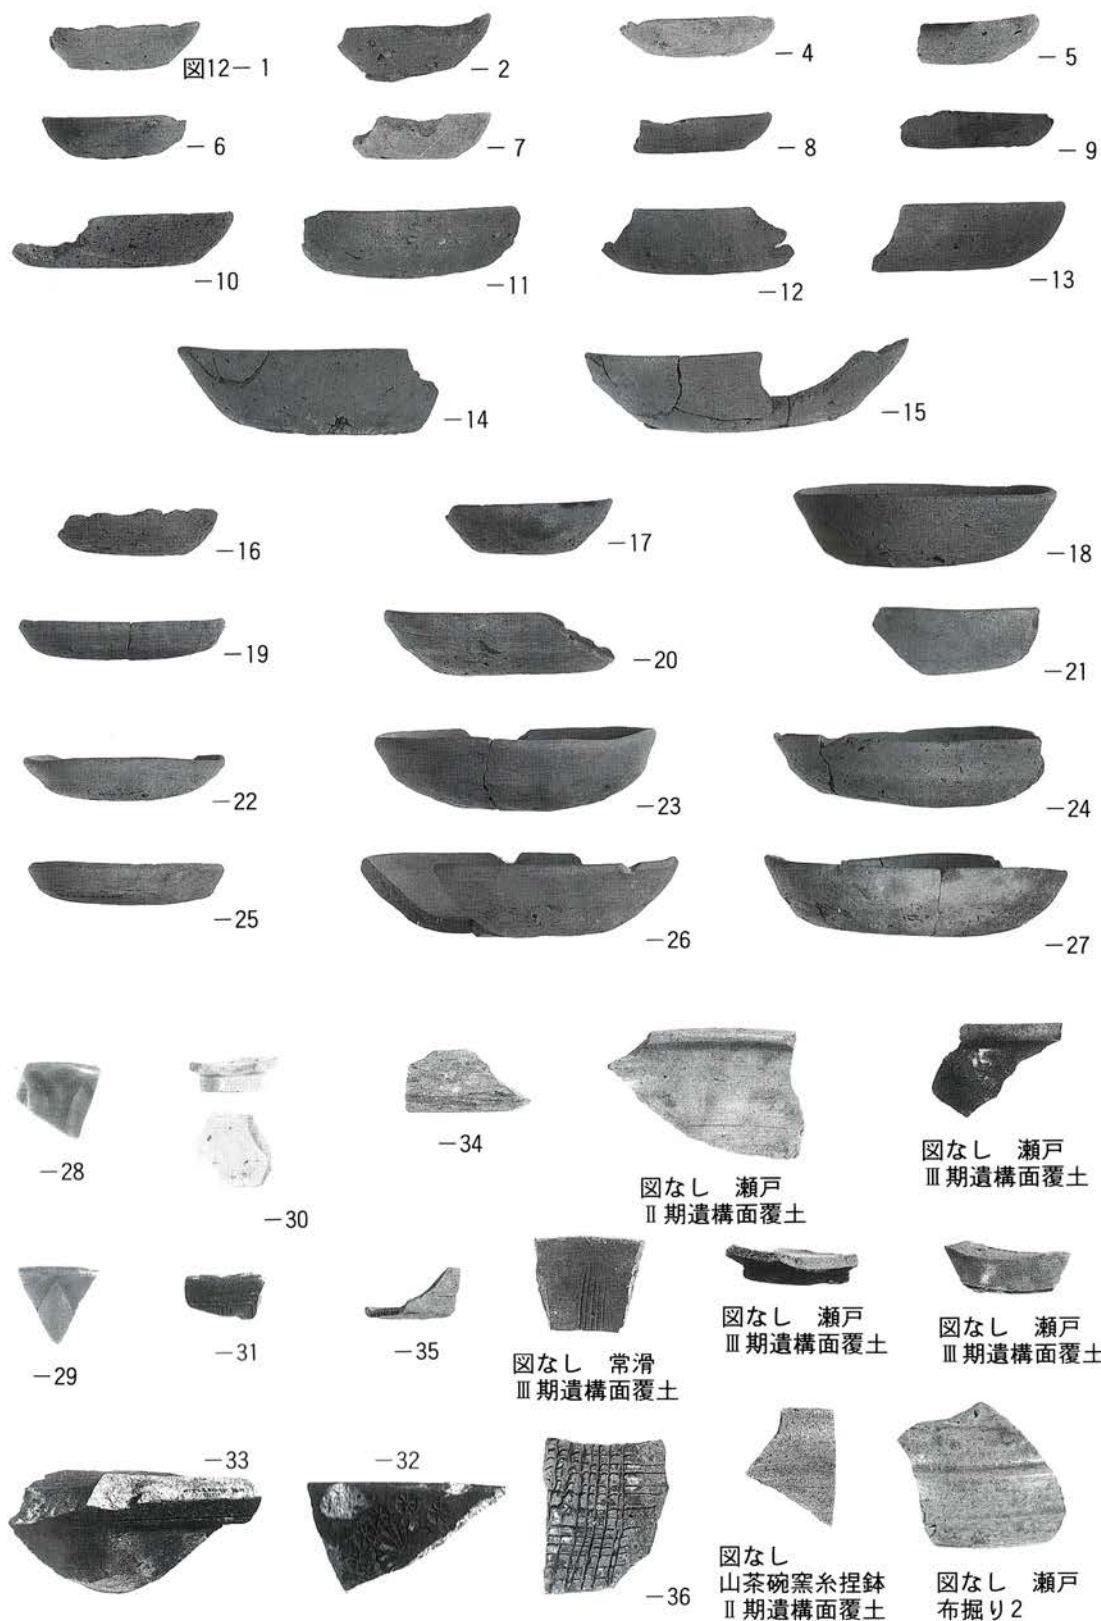 図12－1
－2
－4
－5
－6
－7
－8
－9
－10
－11
－12
－13
－14
－15
－16
－17
－18
－19
－20
－21
－22
－23
－24
－25
－26
－27
－28
－30
－34
図なし　瀬戸
Ⅱ期遺構面覆土
図なし　瀬戸
Ⅲ期遺構面覆土
－29
－31
－35
図なし　常滑
Ⅲ期遺構面覆土
図なし　瀬戸
Ⅲ期遺構面覆土
図なし　瀬戸
Ⅲ期遺構面覆土
－33
－32
－36
図なし
山茶碗窯糸捏鉢
Ⅱ期遺構面覆土
図なし　瀬戸
布掘り2